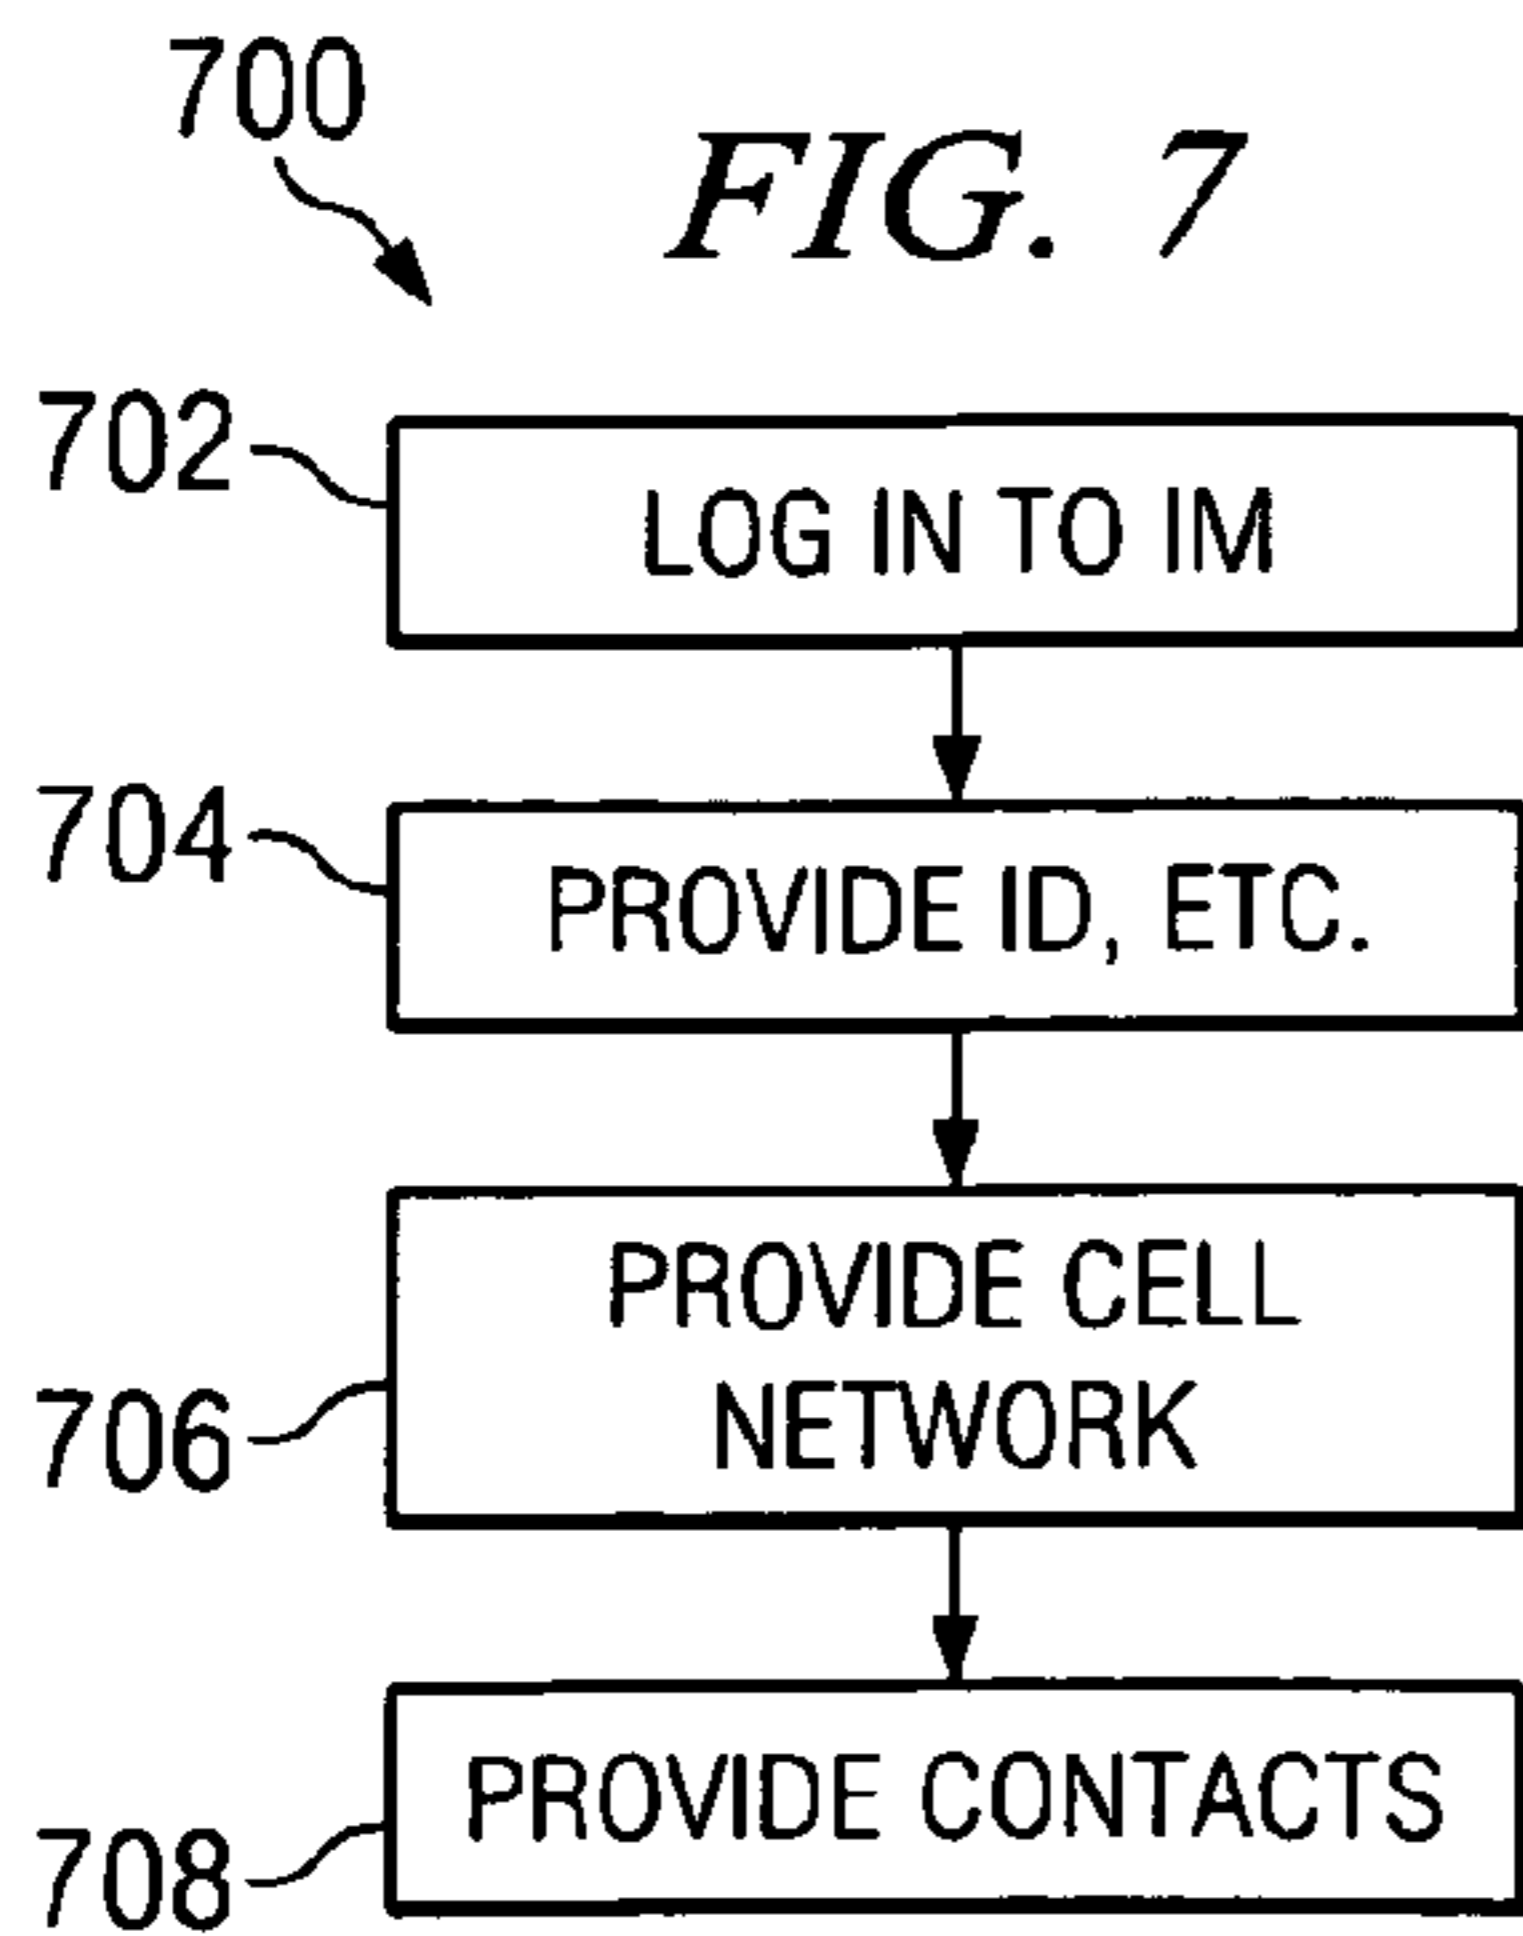 700
FIG. 7
702
LOG IN TO IM
704
PROVIDE ID, ETC.
PROVIDE CELL
NETWORK
706
PROVIDE CONTACTS
708